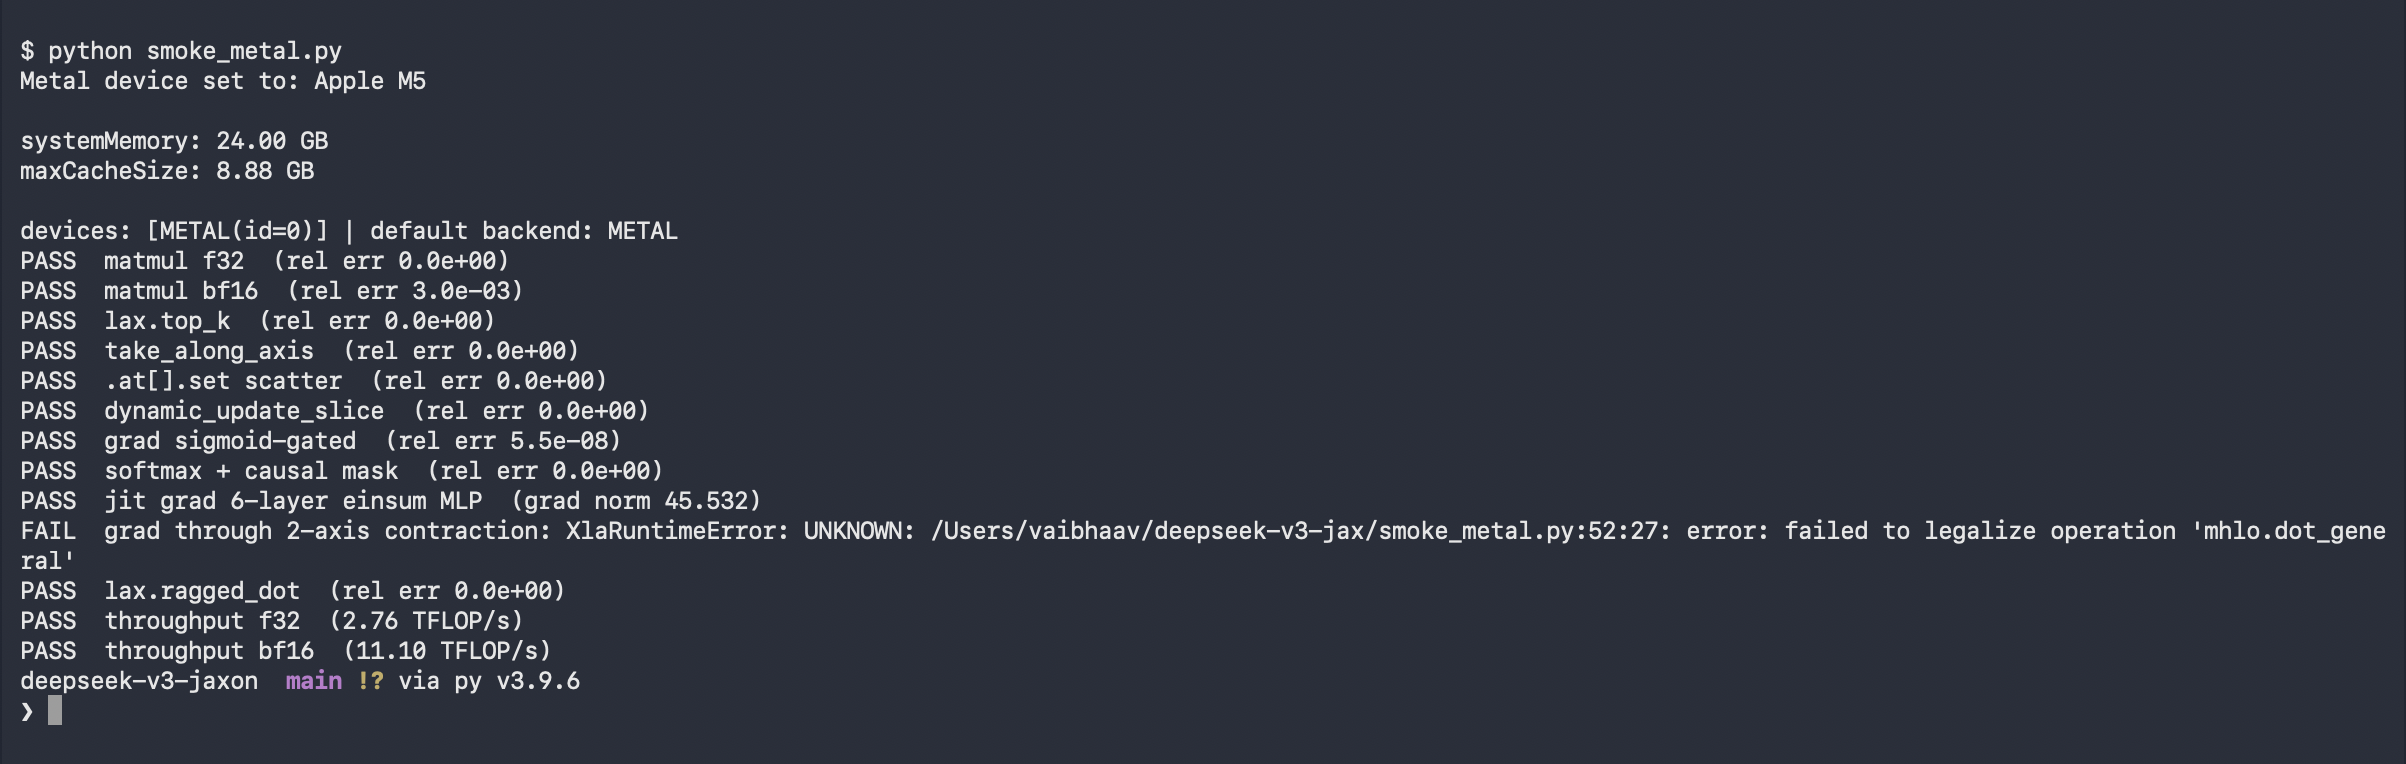 $ python smoke_metal.py
Metal device set to: Apple M5
systemMemory: 24.00 GB
maxCacheSize: 8.88 GB
devices: [METAL(id=0)] | default backend: METAL
PASS  matmul f32  (rel err 0.0e+00)
PASS  matmul bf16  (rel err 3.0e-03)
PASS  lax.top_k  (rel err 0.0e+00)
PASS  take_along_axis  (rel err 0.0e+00)
PASS  .at[].set scatter  (rel err 0.0e+00)
PASS  dynamic_update_slice  (rel err 0.0e+00)
PASS  grad sigmoid-gated  (rel err 5.5e-08)
PASS  softmax + causal mask  (rel err 0.0e+00)
PASS  jit grad 6-layer einsum MLP  (grad norm 45.532)
FAIL  grad through 2-axis contraction: XlaRuntimeError: UNKNOWN: /Users/vaibhaav/deepseek-v3-jax/smoke_metal.py:52:27: error: failed to legalize operation 'mhlo.dot_gene
ral'
PASS  lax.ragged_dot  (rel err 0.0e+00)
PASS  throughput f32  (2.76 TFLOP/s)
PASS  throughput bf16  (11.10 TFLOP/s)
deepseek-v3-jaxon  main !? via py v3.9.6
❯